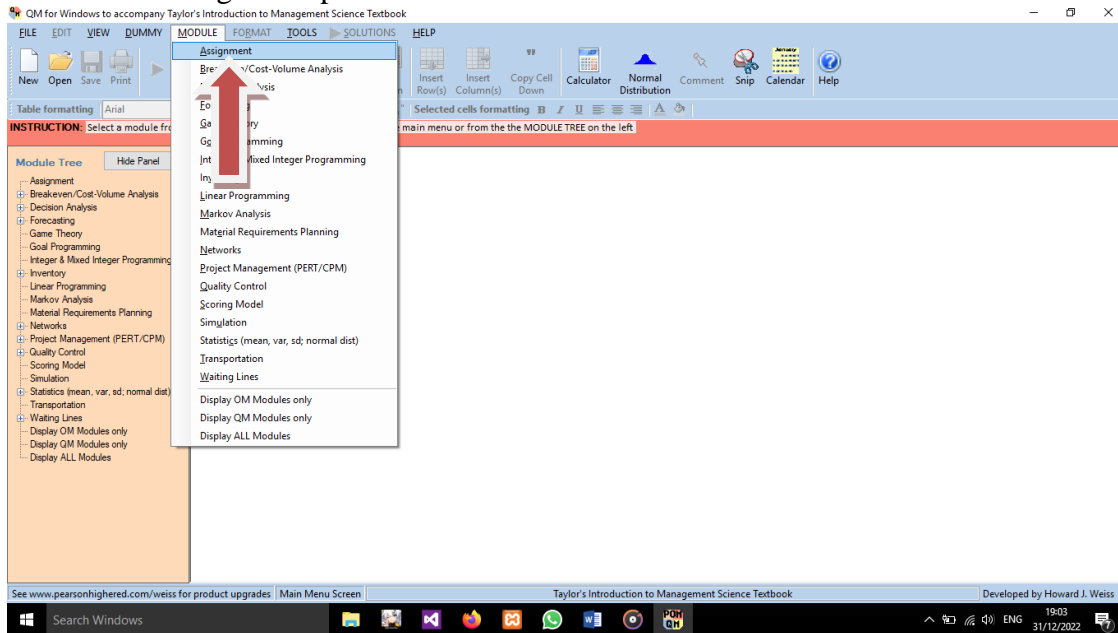 QM for Windows to accompany Taylor's Introduction to Management Science Textbook
FILE EDIT VIEW DUMMY MODULE FORMAT TOOLS SOLUTIONS HELP
New Open Save Print
Insert Row(s) Insert Column(s) Copy Cell Down Calculator Normal Distribution Comment Snip Calendar Help
Table formatting Arial Selected cells formatting B I U A
INSTRUCTION: Select a module main menu or from the the MODULE TREE on the left
Module Tree Hide Panel
Assignment
Breakeven/Cost-Volume Analysis
Decision Analysis
Forecasting
Game Theory
Goal Programming
Integer & Mixed Integer Programming
Inventory
Linear Programming
Markov Analysis
Material Requirements Planning
Networks
Project Management (PERT/CPM)
Quality Control
Scoring Model
Simulation
Statistics (mean, var, sd; normal dist)
Transportation
Waiting Lines
Display OM Modules only
Display QM Modules only
Display ALL Modules
Assignment
/Cost-Volume Analysis
Mixed Integer Programming
Linear Programming
Markov Analysis
Material Requirements Planning
Networks
Project Management (PERT/CPM)
Quality Control
Scoring Model
Simulation
Statistics (mean, var, sd; normal dist)
Transportation
Waiting Lines
Display OM Modules only
Display QM Modules only
Display ALL Modules
See www.pearsonhighered.com/weiss for product upgrades Main Menu Screen Taylor's Introduction to Management Science Textbook Developed by Howard J. Weiss
Search Windows
POM QM
ENG 19:03
31/12/2022